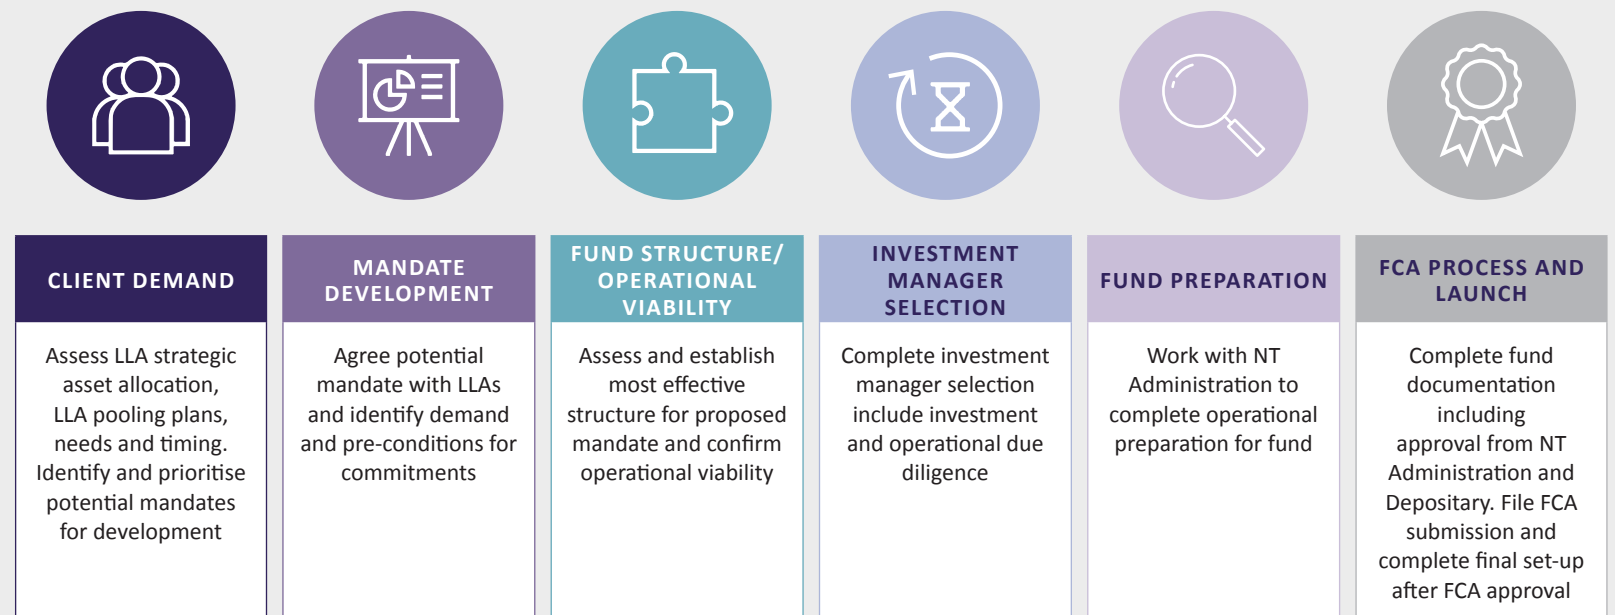 CLIENT DEMAND
Assess LLA strategic
asset allocation,
LLA pooling plans,
needs and timing.
Identify and prioritise
potential mandates
for development
MANDATE
DEVELOPMENT
Agree potential
mandate with LLAs
and identify demand
and pre-conditions for
commitments
FUND STRUCTURE/
OPERATIONAL
VIABILITY
Assess and establish
most effective
structure for proposed
mandate and confirm
operational viability
INVESTMENT
MANAGER
SELECTION
Complete investment
manager selection
include investment
and operational due
diligence
FUND PREPARATION
Work with NT
Administration to
complete operational
preparation for fund
FCA PROCESS AND
LAUNCH
Complete fund
documentation
including
approval from NT
Administration and
Depositary. File FCA
submission and
complete final set-up
after FCA approval